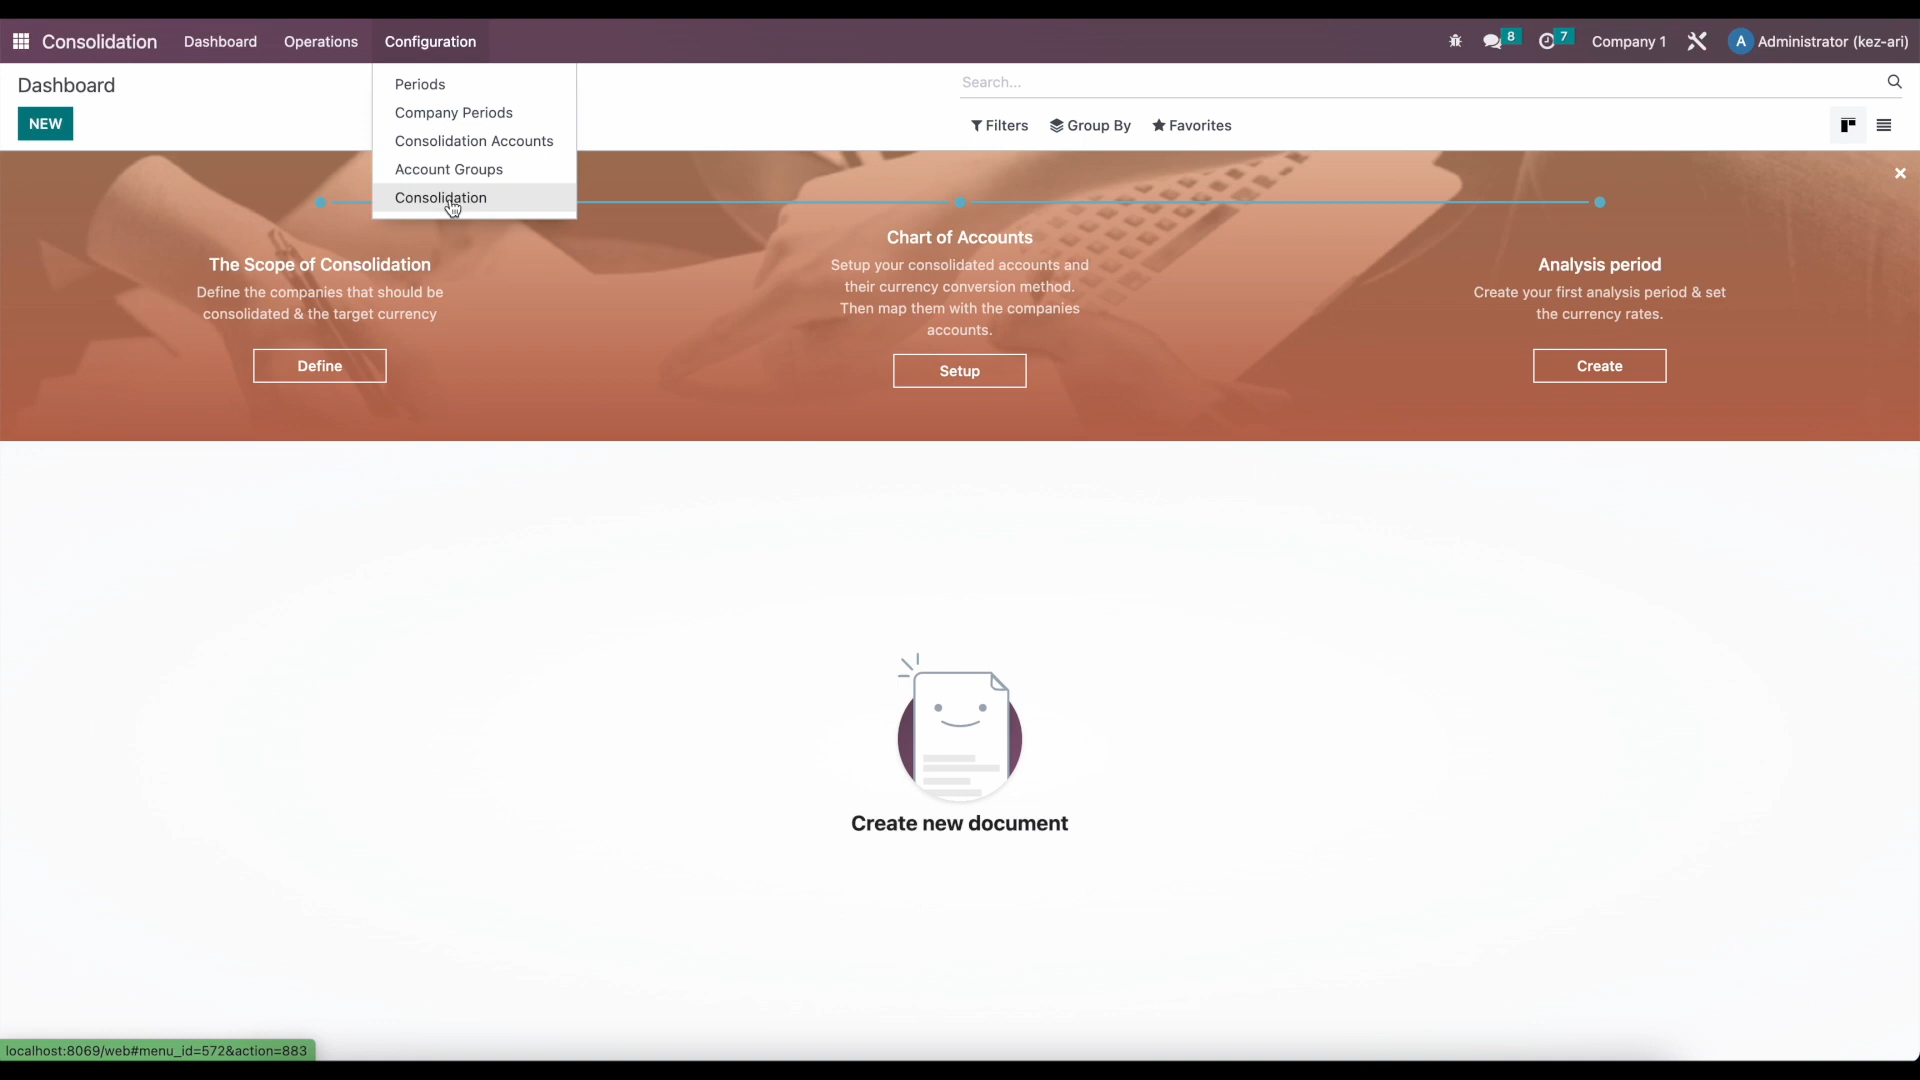 Consolidation Dashboard Operations Configuration 8 7 Company 1 A Administrator (kez-ari)
Dashboard
Search...
NEW
Filters Group By Favorites
Periods
Company Periods
Consolidation Accounts
Account Groups
Consolidation
The Scope of Consolidation
Define the companies that should be
consolidated & the target currency
Define
Chart of Accounts
Setup your consolidated accounts and
their currency conversion method.
Then map them with the companies
accounts.
Setup
Analysis period
Create your first analysis period & set
the currency rates.
Create
Create new document
localhost:8069/web#menu_id=572&action=883